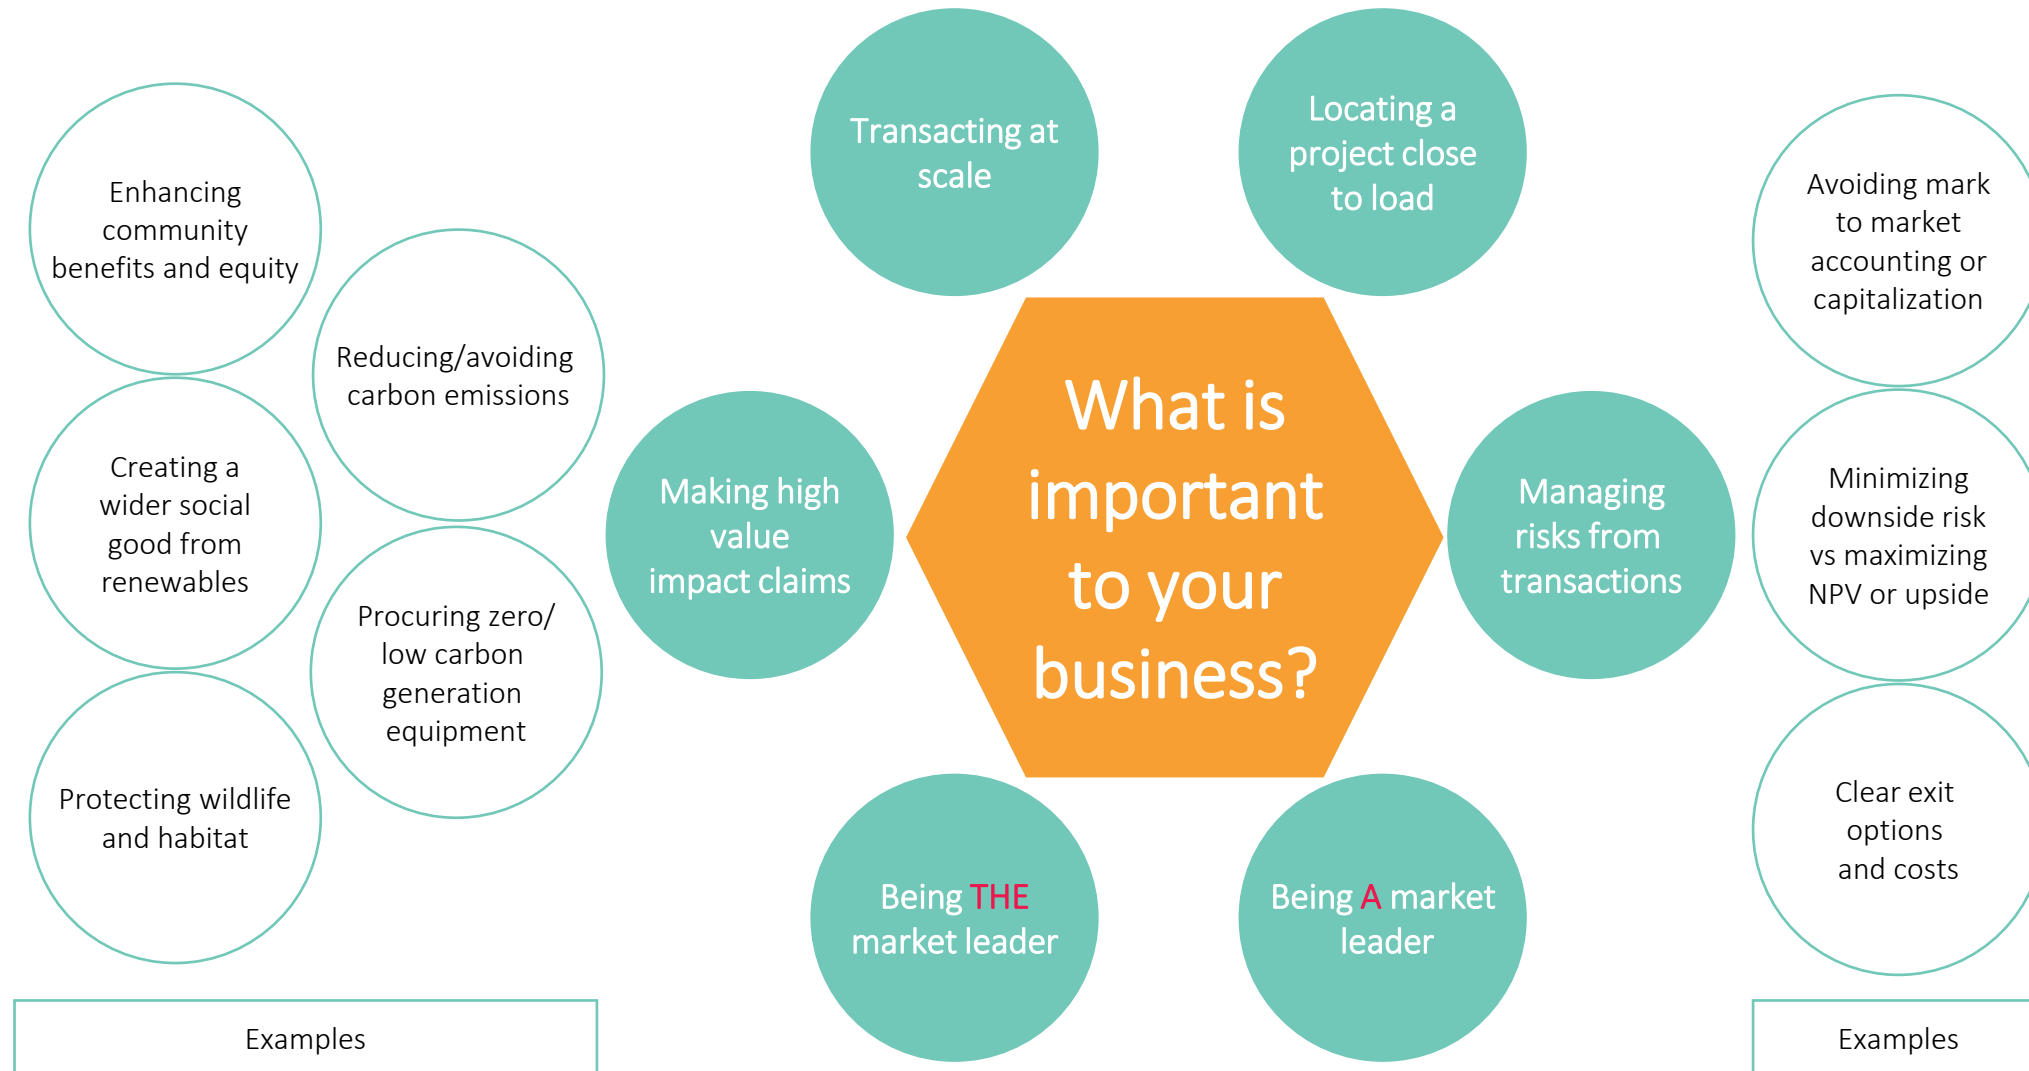 Enhancing
community
benefits and equity
Reducing/avoiding
carbon emissions
Creating a
wider social
good from
renewables
Procuring zero/
low carbon
generation
equipment
Protecting wildlife
and habitat
Examples
Making high
value
impact claims
Transacting at
scale
Locating a
project close
to load
What is
important
to your
business?
Managing
risks from
transactions
Being THE
market leader
Being A market
leader
Avoiding mark
to market
accounting or
capitalization
Minimizing
downside risk
vs maximizing
NPV or upside
Clear exit
options
and costs
Examples